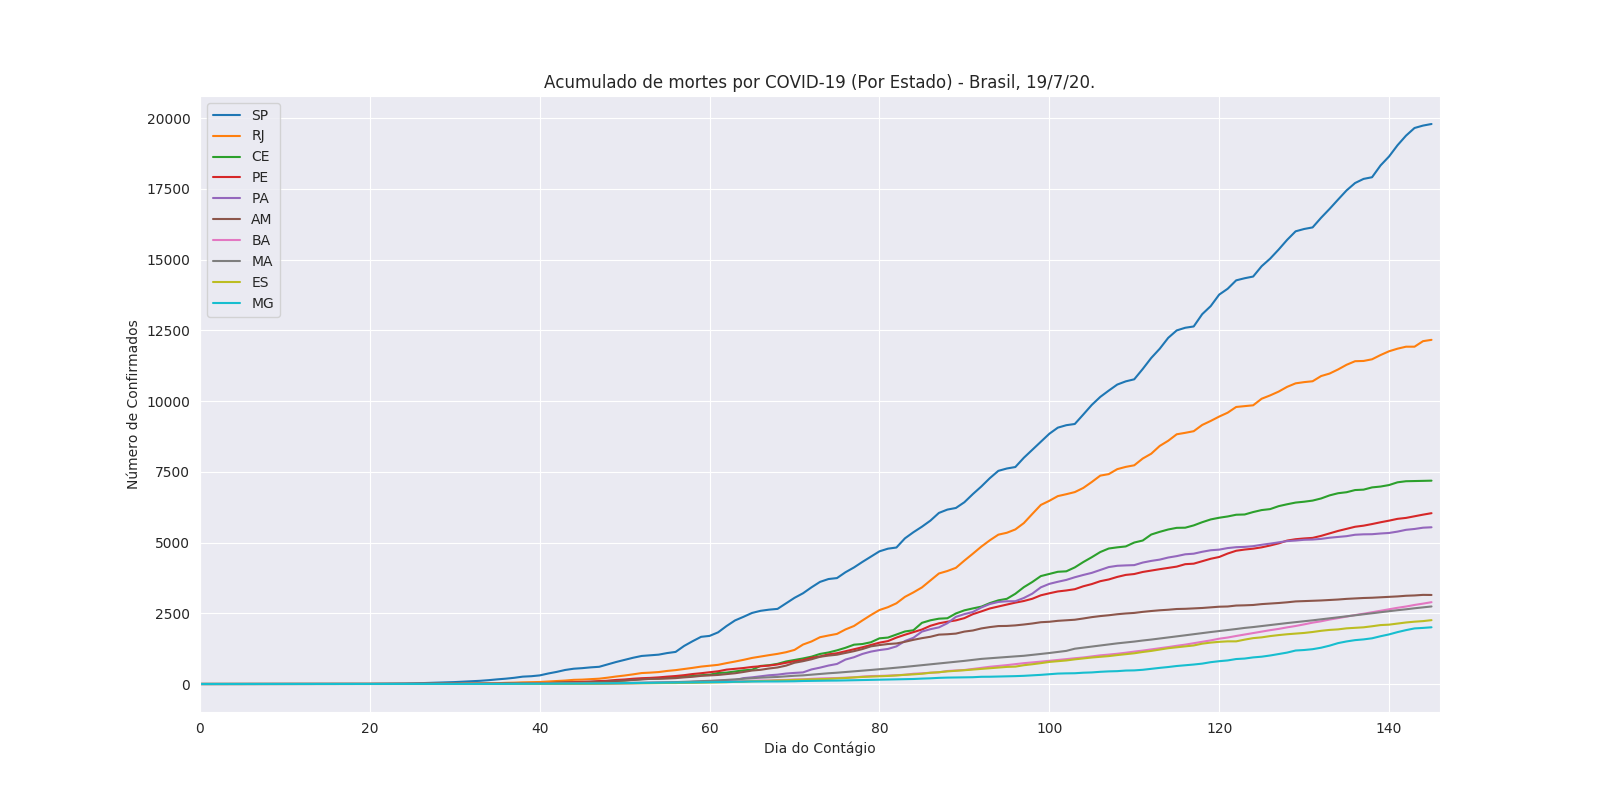 Acumulado de mortes por COVID-19 (Por Estado) - Brasil, 19/7/20.
SP
RJ
CE
PE
PA
AM
BA
MA
ES
MG
Número de Confirmados
20000
17500
15000
12500
10000
7500
5000
2500
0
0 20 40 60 80 100 120 140
Dia do Contágio